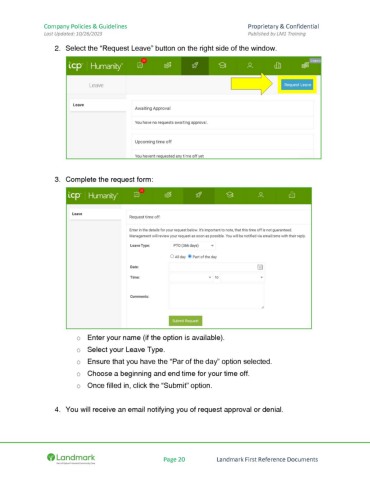 Company Policies & Guidelines Proprietary & Confidential
Last Updated: 10/28/2020 Published by LM1 Training
2. Select the “Request Leave” button on the right side of the window.
icp Humanity
Leave Request Leave
Leave
Awaiting Approval
You have no requests awaiting approval.
Upcoming time off
You haven't requested any time off yet
3. Complete the request form:
icp Humanity
Leave
Request time off
Enter in the details for your request below. It's important to note, that this time off is not guaranteed.
Management will review your request as soon as possible. You will be notified via email/sms with their reply.
Leave Type: PTO (266 days)
All day Part of the day
Date:
Time: to
Comments:
Submit Request
o Enter your name (if the option is available).
o Select your Leave Type.
o Ensure that you have the “Par of the day” option selected.
o Choose a beginning and end time for your time off.
o Once filled in, click the “Submit” option.
4. You will receive an email notifying you of request approval or denial.
Landmark Page 20 Landmark First Reference Documents